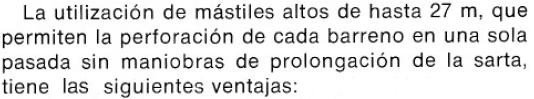 La utilización de mástiles altos de hasta 27 m, que
permiten la perforación de cada barreno en una sola
pasada sin maniobras de prolongación de la sarta,
tiene las siguientes ventajas: